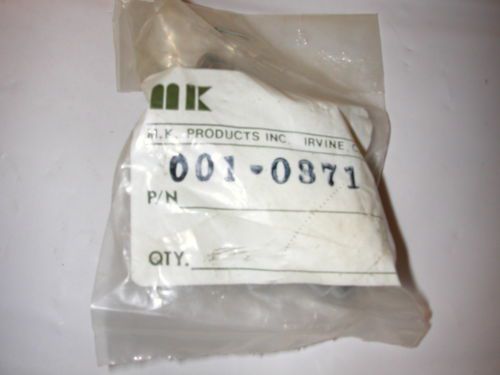 MK
M.K. PRODUCTS INC. IRVINE, C
001-0371
P/N
QTY.